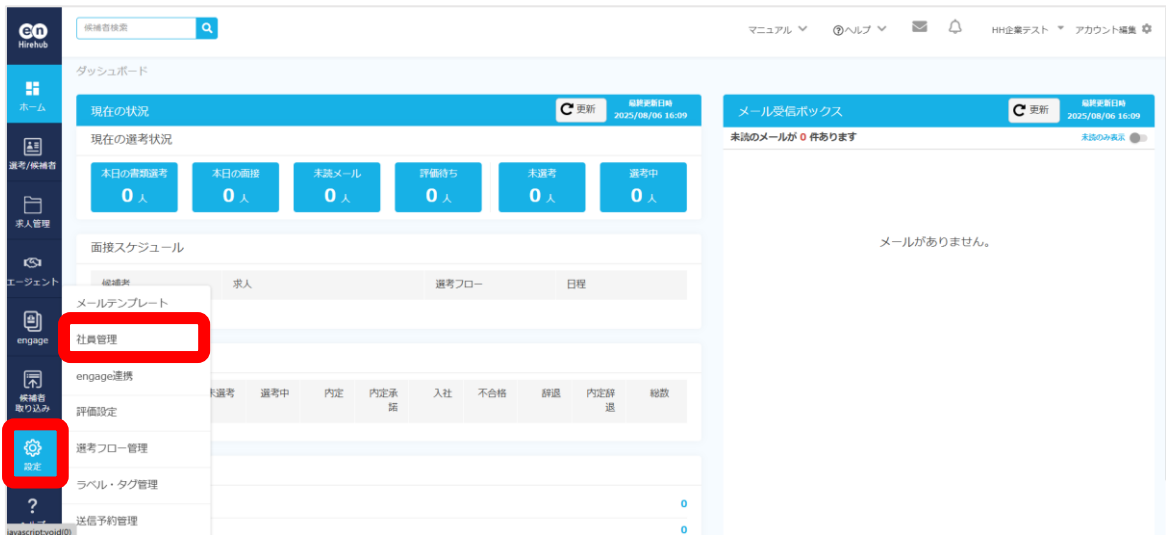 en
Hirehub
候補者検索
マニュアル
ヘルプ
HH企業テスト
アカウント編集
ダッシュボード
ホーム
選考/候補者
求人管理
エージェント
engage
候補者
取り込み
設定
?
javascript:void(0)
現在の状況
更新
最終更新日時
2025/08/06 16:09
現在の選考状況
本日の書類選考
0 人
本日の面接
0 人
未読メール
0 人
評価待ち
0 人
未選考
0 人
選考中
0 人
面接スケジュール
候補者 求人 選考フロー 日程
メールテンプレート
社員管理
engage連携
評価設定
選考フロー管理
ラベル・タグ管理
送信予約管理
未選考 選考中 内定 内定承諾 入社 不合格 辞退 内定辞退 総数
0
0
メール受信ボックス
更新
最終更新日時
2025/08/06 16:09
未読のメールが 0 件あります
未読のみ表示
メールがありません。